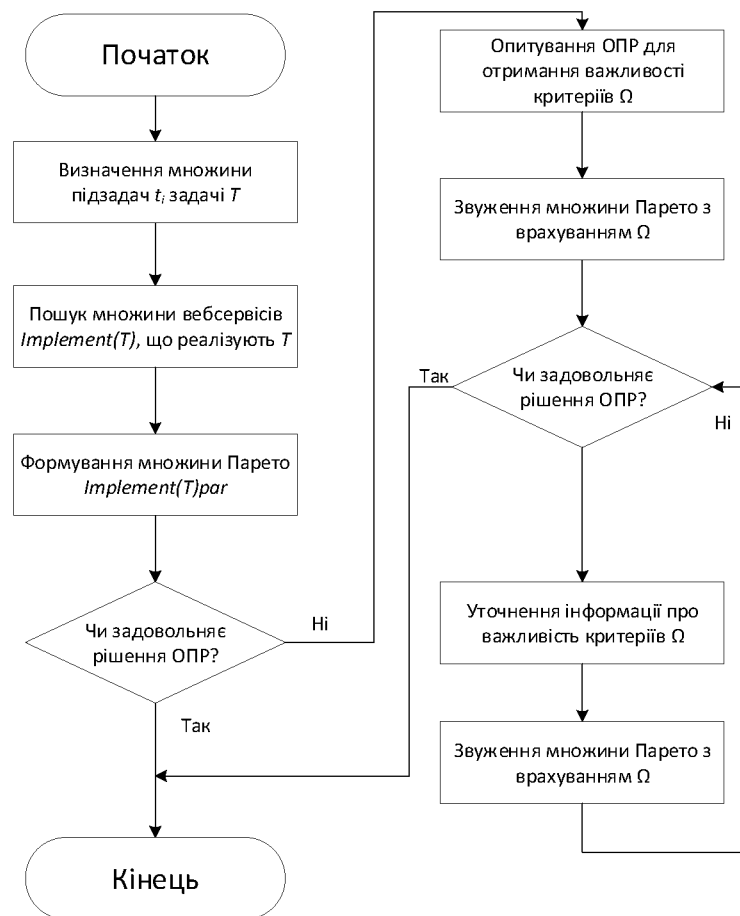 Початок
Визначення множини
підзадач tᵢ задачі T
Пошук множини вебсервісів
Implement(T), що реалізують T
Формування множини Парето
Implement(T)par
Чи задовольняє
рішення ОПР?
Ні
Так
Кінець
Опитування ОПР для
отримання важливості
критеріїв Ω
Звуження множини Парето з
врахуванням Ω
Так
Чи задовольняє
рішення ОПР?
Ні
Уточнення інформації про
важливість критеріїв Ω
Звуження множини Парето з
врахуванням Ω